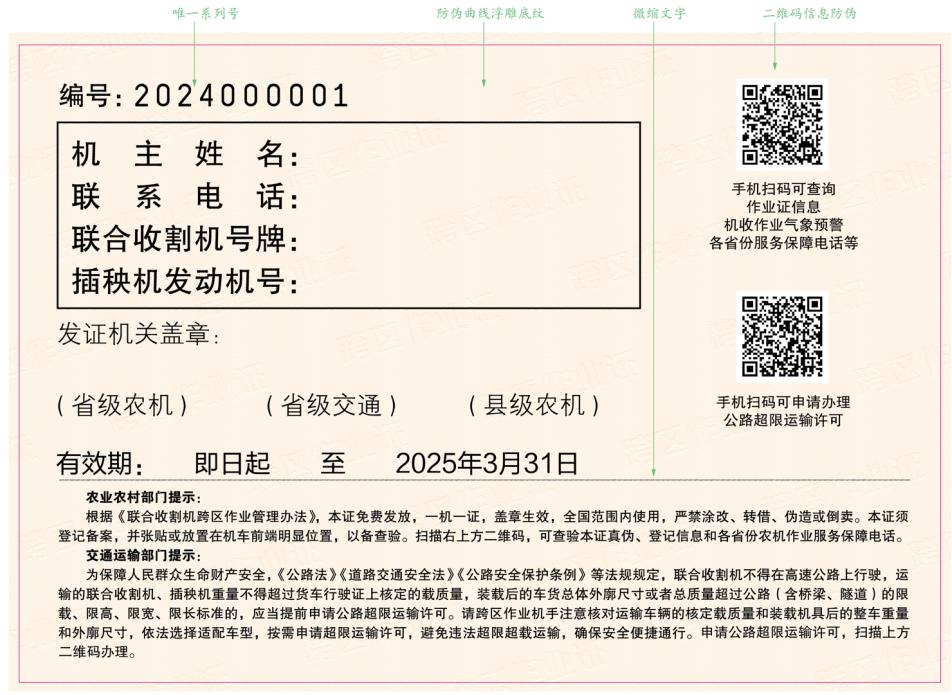 唯一系列号
防伪曲线浮雕底纹
微缩文字
二维码信息防伪
编号：2024000001
机主姓名：
联系电话：
联合收割机号牌：
插秧机发动机号：
手机扫码可查询
作业证信息
机收作业气象预警
各省份服务保障电话等
发证机关盖章：
手机扫码可申请办理
公路超限运输许可
（省级农机） （省级交通） （县级农机）
有效期： 即日起 至 2025年3月31日
农业农村部门提示：
根据《联合收割机跨区作业管理办法》，本证免费发放，一机一证，盖章生效，全国范围内使用，严禁涂改、转借、伪造或倒卖。本证须
登记备案，并张贴或放置在机车前端明显位置，以备查验。扫描右上方二维码，可查验本证真伪、登记信息和各省份农机作业服务保障电话。
交通运输部门提示：
为保障人民群众生命财产安全，《公路法》《道路交通安全法》《公路安全保护条例》等法规规定，联合收割机不得在高速公路上行驶，运
输的联合收割机、插秧机重量不得超过货车行驶证上核定的载质量，装载后的车货总体外廓尺寸或者总质量超过公路（含桥梁、隧道）的限
载、限高、限宽、限长标准的，应当提前申请公路超限运输许可。请跨区作业机手注意核对运输车辆的核定载质量和装载机具后的整车重量
和外廓尺寸，依法选择适配车型，按需申请超限运输许可，避免违法超限超载运输，确保安全便捷通行。申请公路超限运输许可，扫描上方
二维码办理。